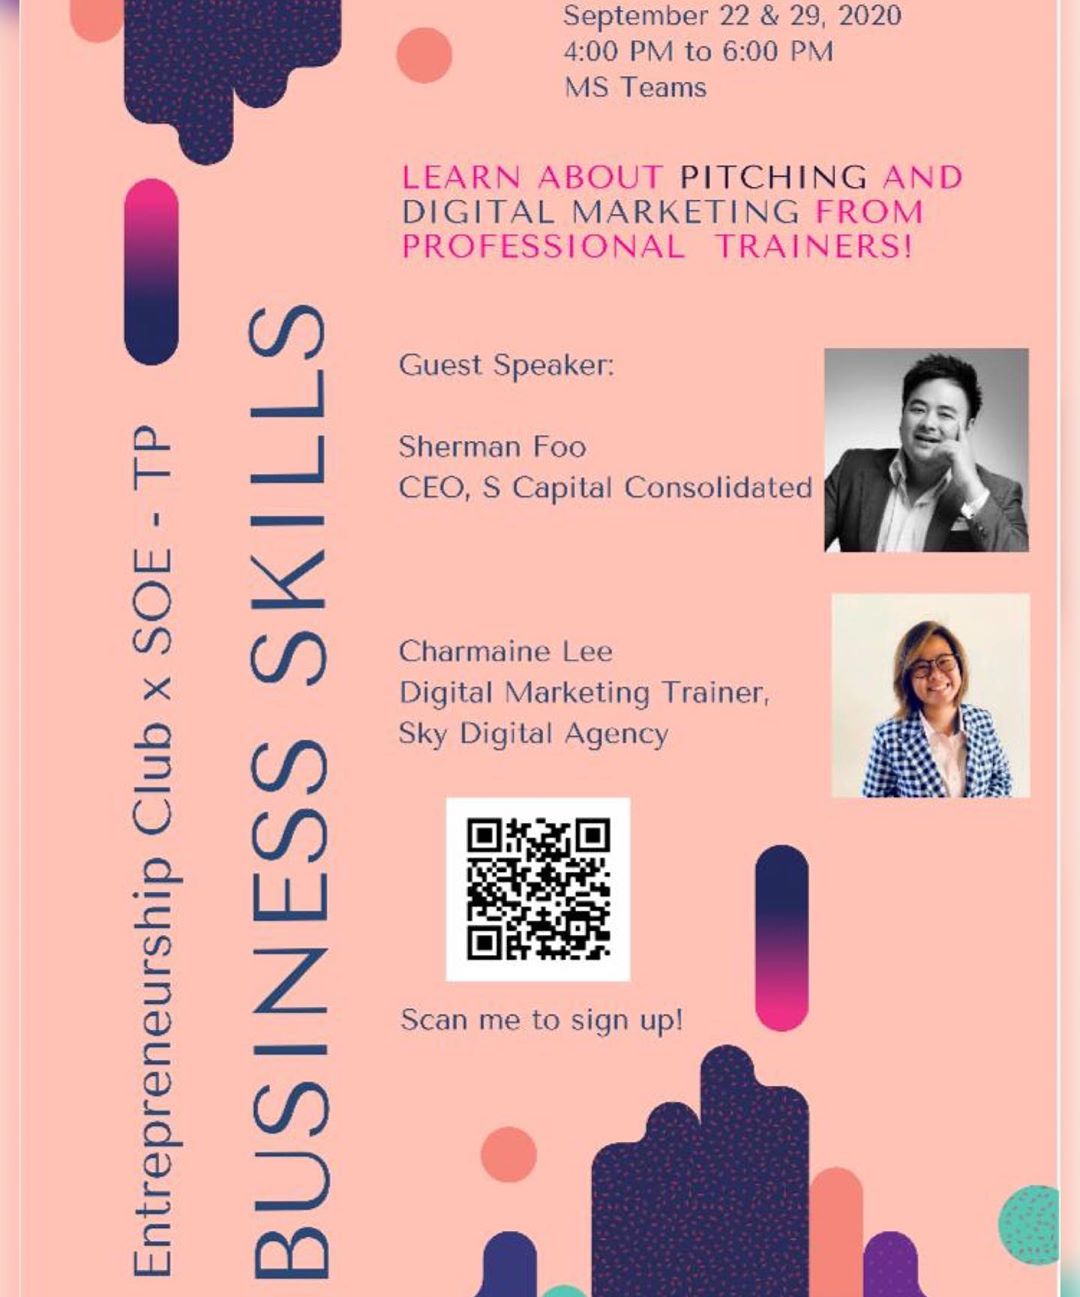 September 22 & 29, 2020
4:00 PM to 6:00 PM
MS Teams
LEARN ABOUT PITCHING AND
DIGITAL MARKETING FROM
PROFESSIONAL TRAINERS!
Guest Speaker:
Sherman Foo
CEO, S Capital Consolidated
Charmaine Lee
Digital Marketing Trainer,
Sky Digital Agency
Scan me to sign up!
Entrepreneurship Club x SOE - TP
BUSINESS SKILLS